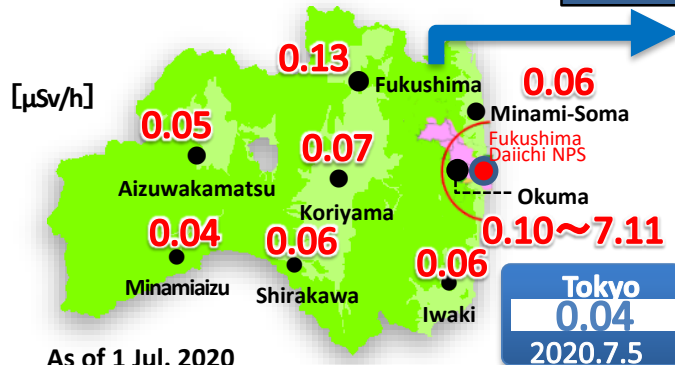 0.13
Fukushima
[μSv/h]
0.06
Minami-Soma
0.05
Fukushima
Daiichi NPS
0.07
Aizuwakamatsu
Koriyama
Okuma
0.10～7.11
0.04
0.06
0.06
Minamiaizu
Shirakawa
Iwaki
Tokyo
0.04
2020.7.5
As of 1 Jul. 2020